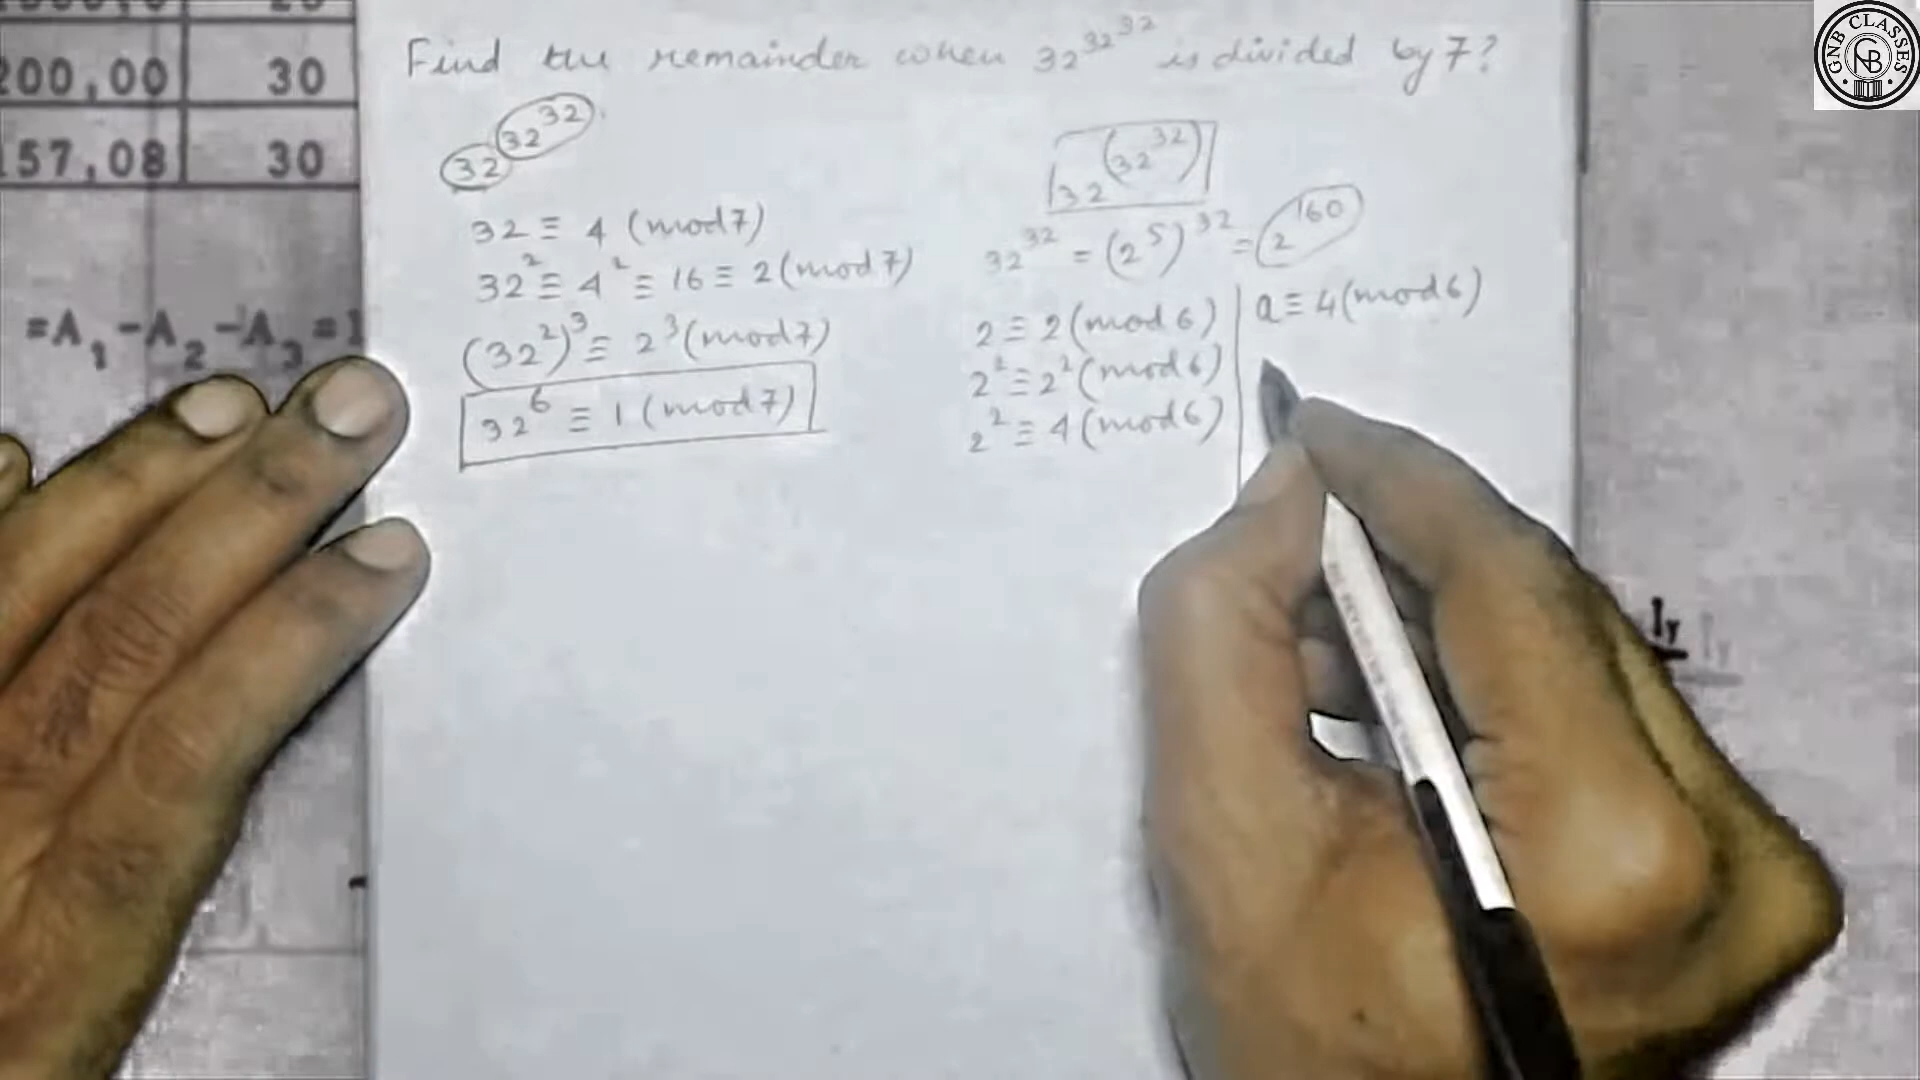 Find the remainder when 32^32^32 is divided by 7?
32^32^32
32 ≡ 4 (mod 7)
32^2 ≡ 4^2 ≡ 16 ≡ 2 (mod 7)
(32^2)^3 ≡ 2^3 (mod 7)
32^6 ≡ 1 (mod 7)
32^(32^32)
32^32 = (2^5)^32 = 2^160
2 ≡ 2 (mod 6)
2^2 ≡ 2^2 (mod 6)
2^2 ≡ 4 (mod 6)
a ≡ 4 (mod 6)
200,00 30
157,08 30
=A₁ -A₂ -A₃ =1
GNB CLASSES
GNB